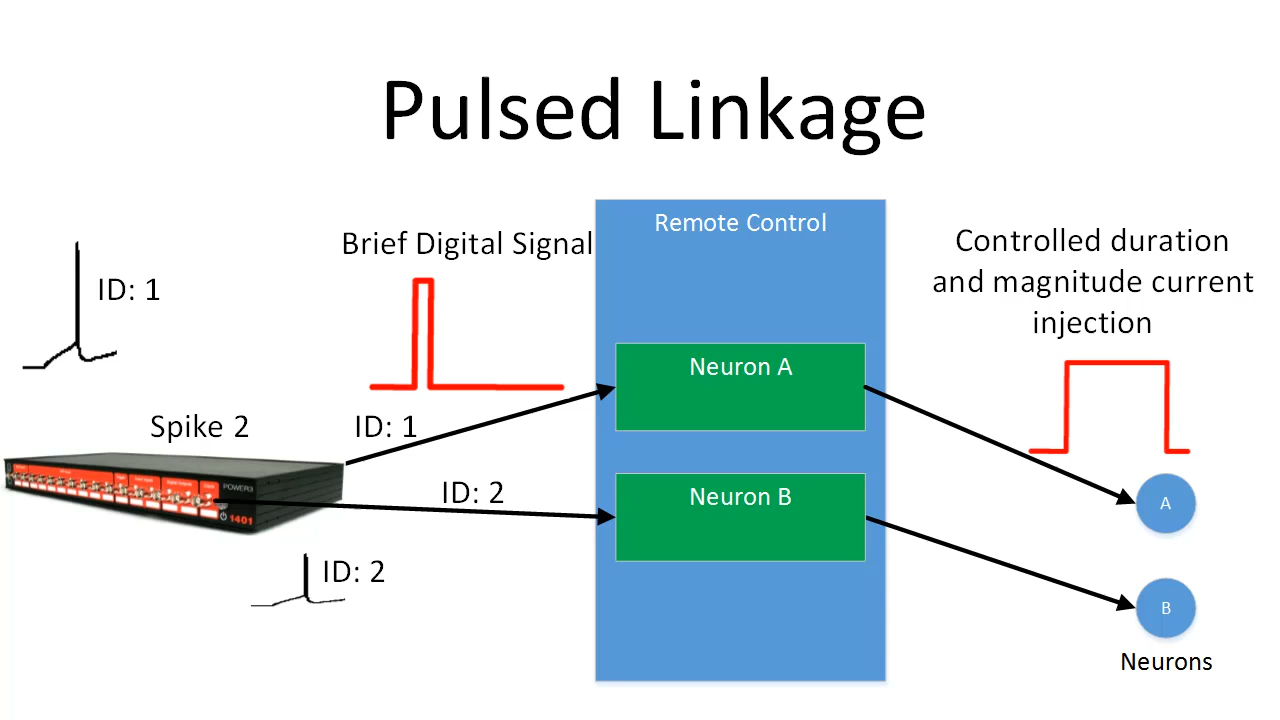 Pulsed Linkage
Remote Control
Brief Digital Signal
Controlled duration
and magnitude current
injection
ID: 1
Neuron A
Spike 2
ID: 1
ID: 2
Neuron B
POWER3
1401
A
ID: 2
B
Neurons